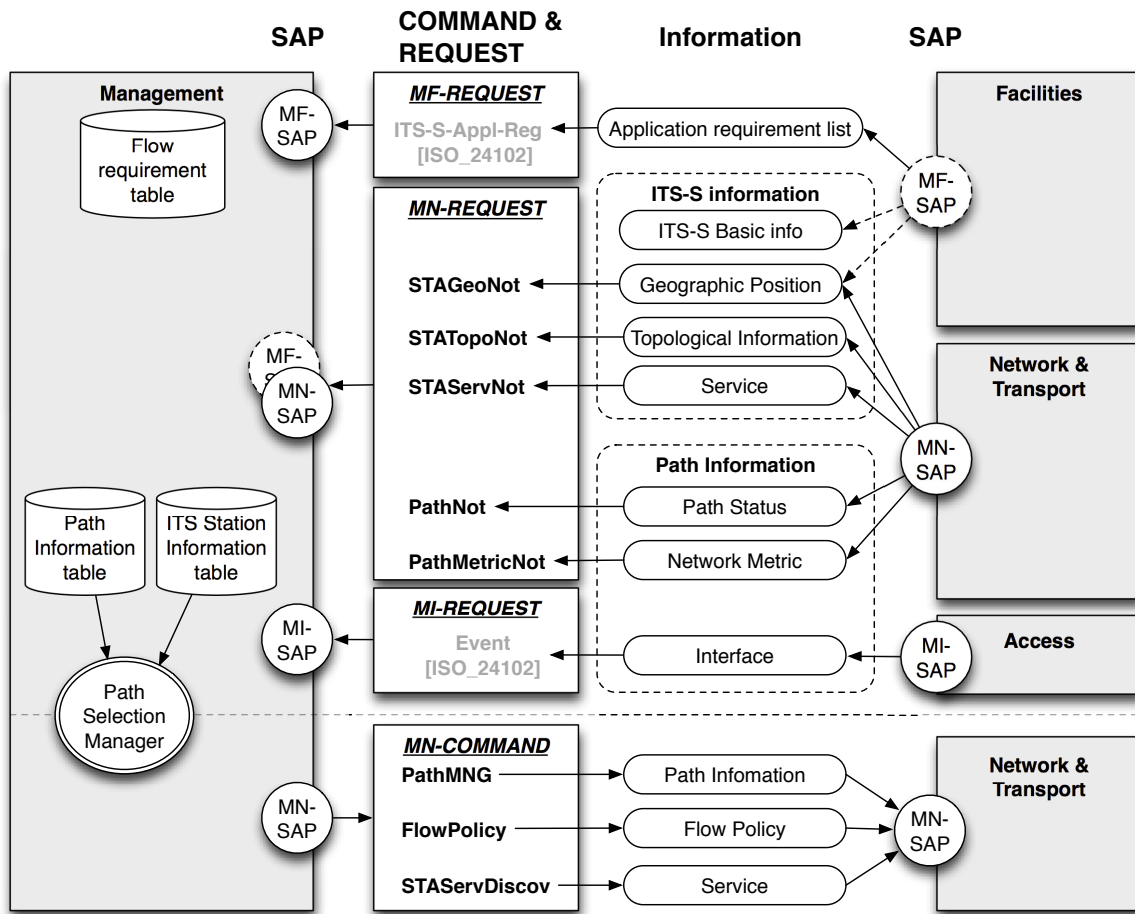 SAP
COMMAND &
REQUEST
Information
SAP
Management
Flow
requirement
table
MF-
SAP
MF-REQUEST
ITS-S-Appl-Reg
[ISO_24102]
Application requirement list
Facilities
MF-
SAP
MN-REQUEST
ITS-S information
ITS-S Basic info
STAGeoNot
Geographic Position
STATopoNot
Topological Information
STAServNot
Service
MF-
MN-
SAP
Network &
Transport
MN-
SAP
Path Information
PathNot
Path Status
PathMetricNot
Network Metric
Path
Information
table
ITS Station
Information
table
MI-
SAP
MI-REQUEST
Event
[ISO_24102]
Interface
MI-
SAP
Access
Path
Selection
Manager
MN-COMMAND
PathMNG
Path Infomation
Network &
Transport
MN-
SAP
FlowPolicy
Flow Policy
MN-
SAP
STAServDiscov
Service